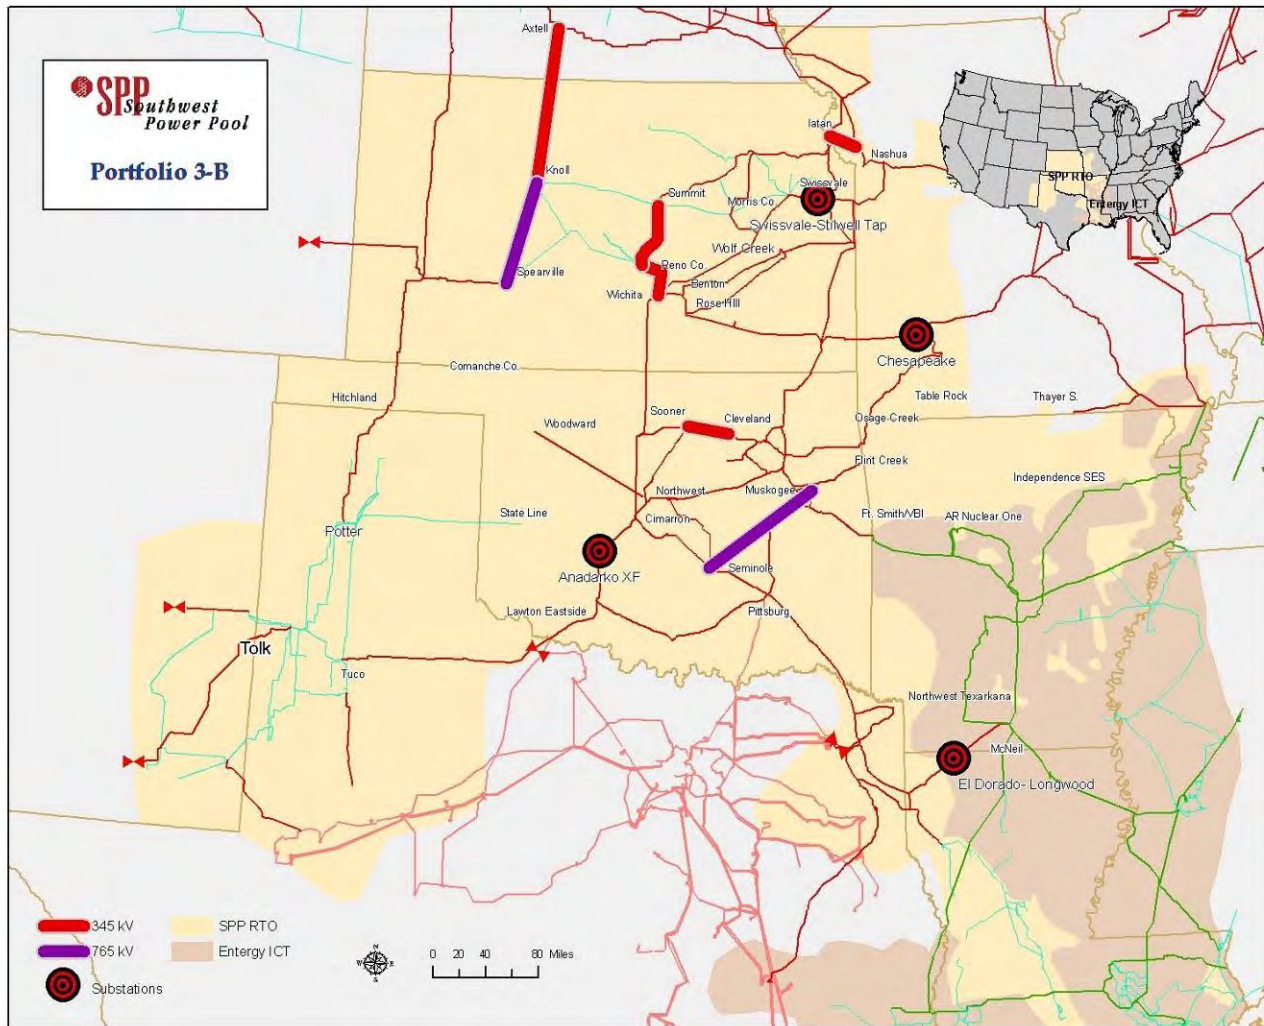 Axtell
SPP
Southwest
Power Pool
Portfolio 3-B
Iatan
Nashua
Knoll
Summit
Swissvale
Morris Co.
Swissvale-Stilwell Tap
SPP RTO
Entergy ICT
Wolf Creek
Spearville
Reno Co.
Benton
Wichita
Rose Hill
Comanche Co.
Chesapeake
Hitchland
Table Rock
Thayer S.
Sooner
Cleveland
Osage Creek
Woodward
Flint Creek
Independence SES
Northwest
Muskogee
State Line
Cimarron
Ft. Smith/VBI
AR Nuclear One
Potter
Anadarko XF
Seminole
Lawton Eastside
Pittsburg
Tolk
Tuco
Northwest Texarkana
McNeil
El Dorado- Longwood
345 kV
SPP RTO
765 kV
Entergy ICT
Substations
N
W
E
S
0 20 40 80 Miles